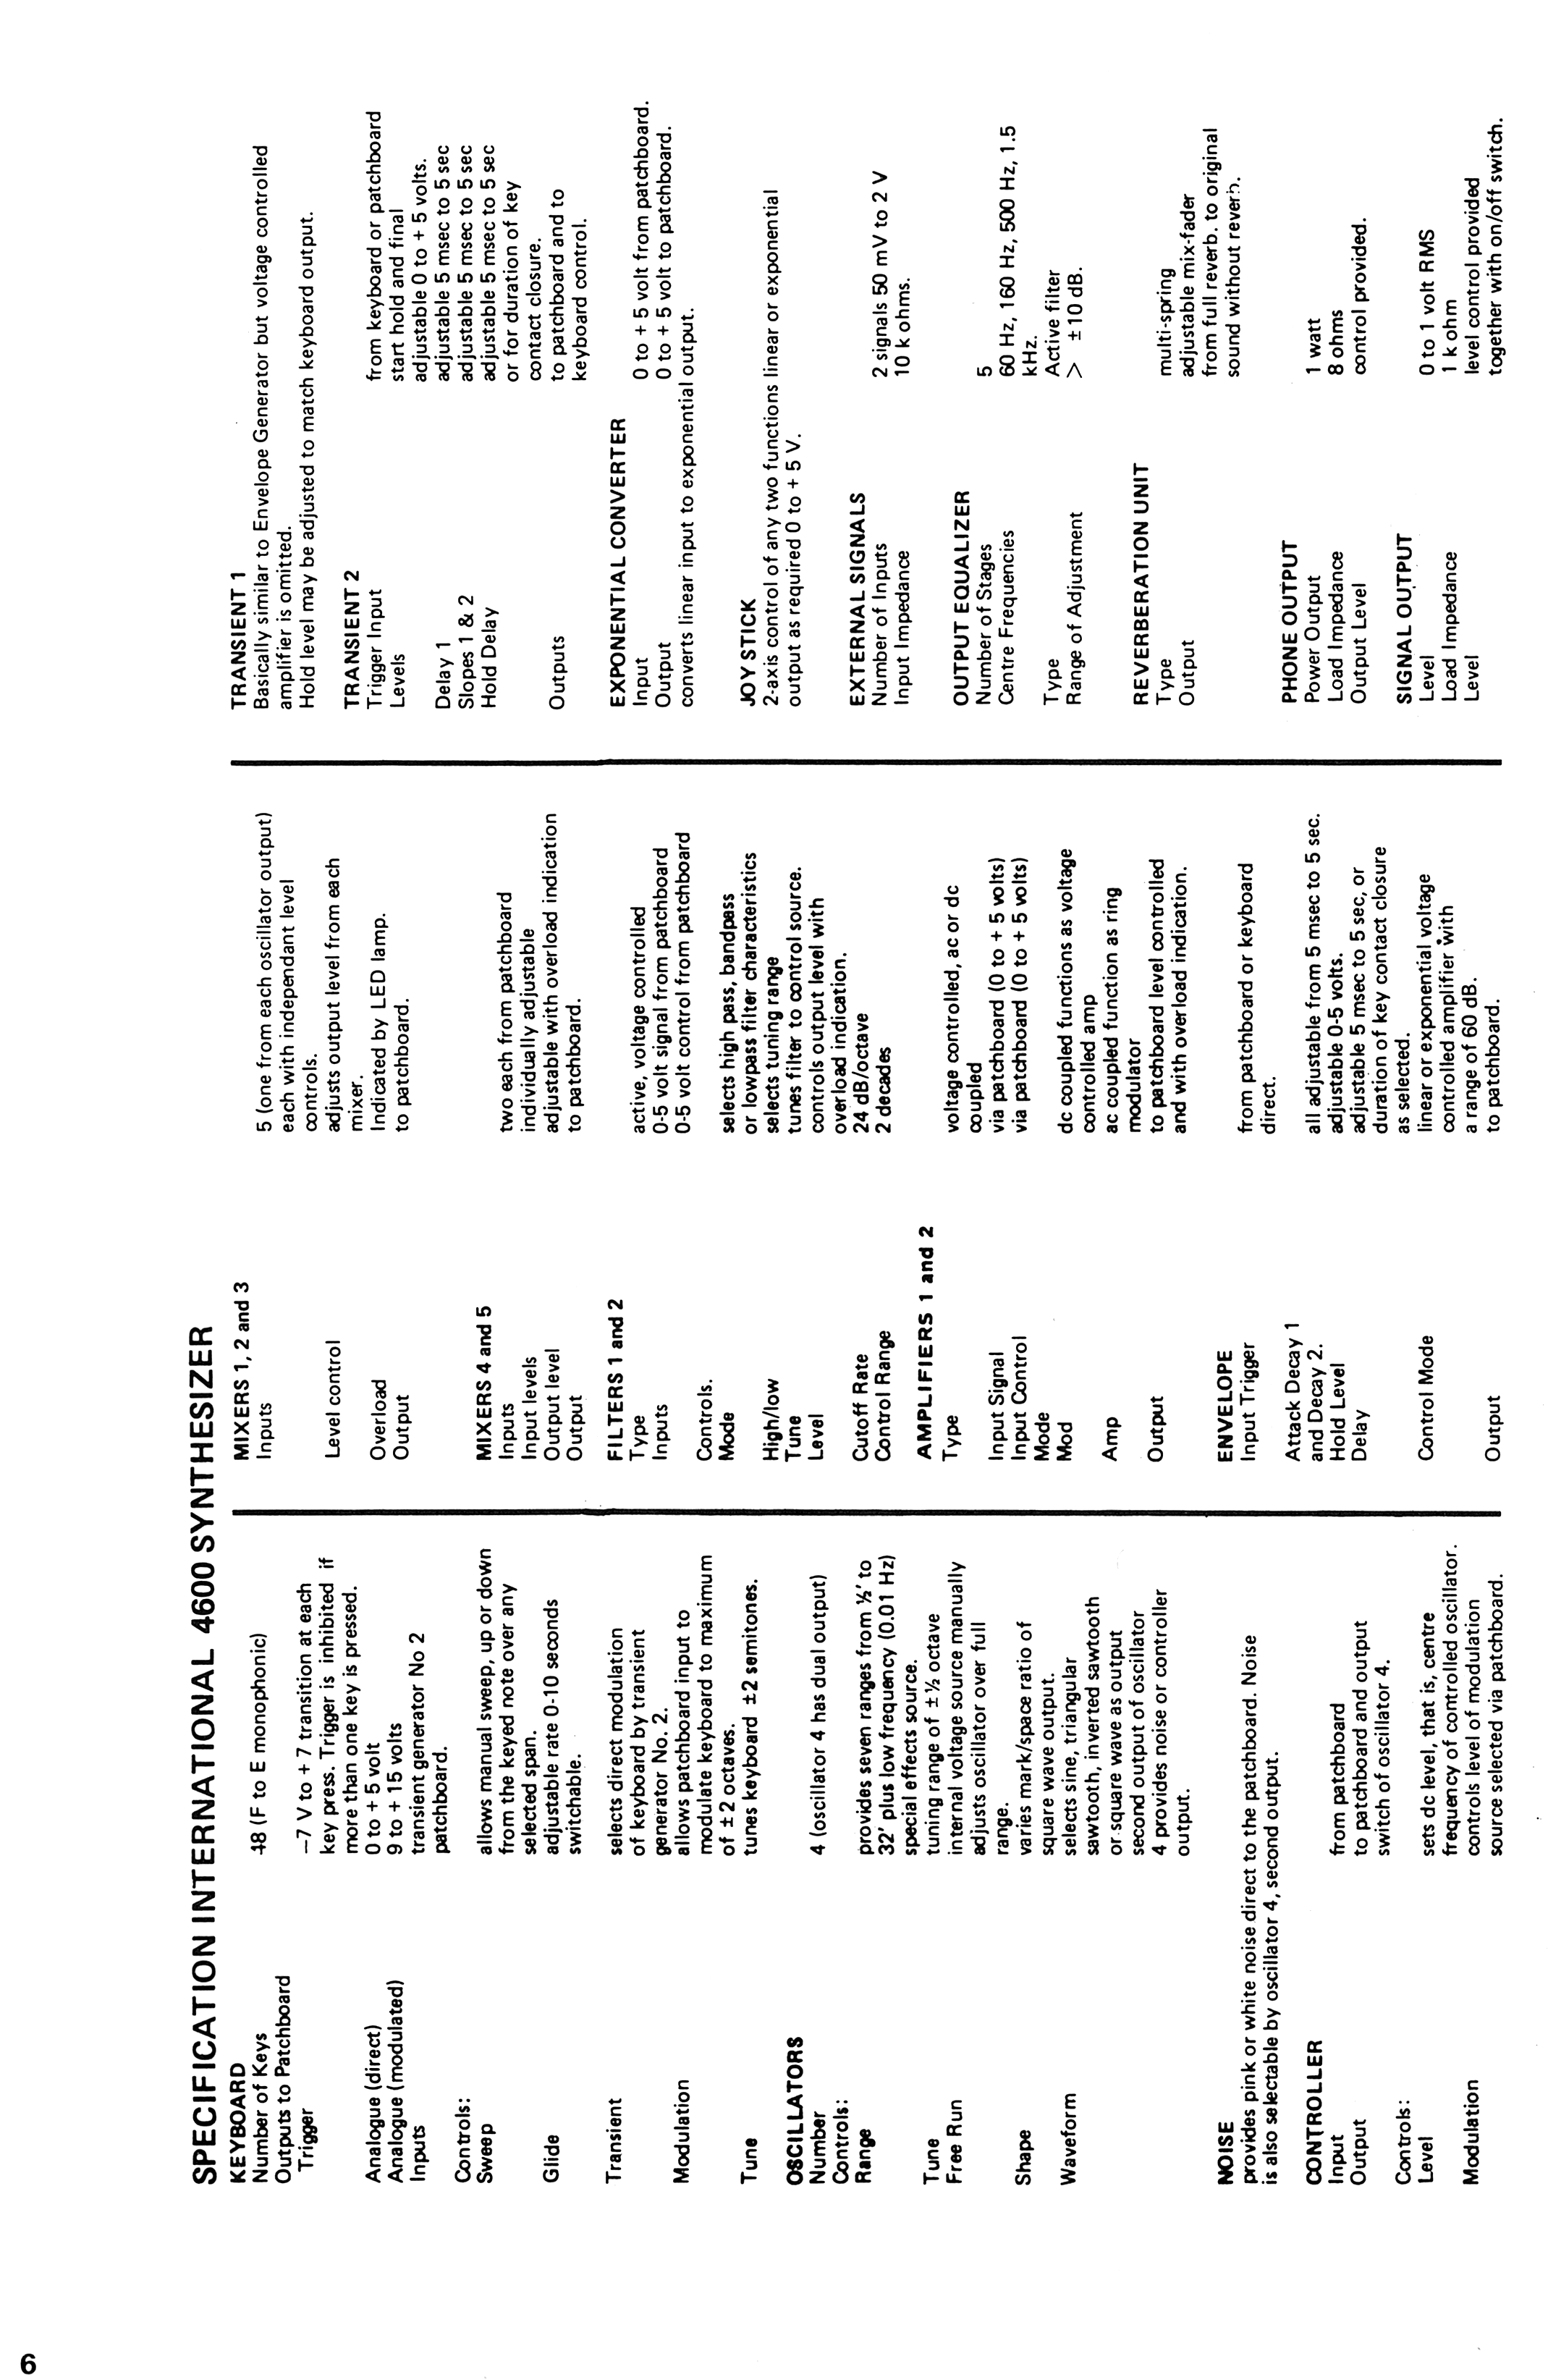 SPECIFICATION INTERNATIONAL 4600 SYNTHESIZER
KEYBOARD
Number of Keys 48 (F to E monophonic)
Outputs to Patchboard
Trigger −7 V to + 7 transition at each
key press. Trigger is inhibited if
more than one key is pressed.
Analogue (direct) 0 to + 5 volt
Analogue (modulated) 9 to + 15 volts
Inputs transient generator No 2
patchboard.
Controls:
Sweep allows manual sweep, up or down
from the keyed note over any
selected span.
Glide adjustable rate 0-10 seconds
switchable.
Transient selects direct modulation
of keyboard by transient
generator No. 2.
Modulation allows patchboard input to
modulate keyboard to maximum
of ± 2 octaves.
Tune tunes keyboard ±2 semitones.
OSCILLATORS
Number 4 (oscillator 4 has dual output)
Controls:
Range provides seven ranges from ½' to
32' plus low frequency (0.01 Hz)
special effects source.
Tune tuning range of ± ½ octave
Free Run internal voltage source manually
adjusts oscillator over full
range.
Shape varies mark/space ratio of
square wave output.
Waveform selects sine, triangular
sawtooth, inverted sawtooth
or square wave as output
second output of oscillator
4 provides noise or controller
output.
NOISE
provides pink or white noise direct to the patchboard. Noise
is also selectable by oscillator 4, second output.
CONTROLLER
Input from patchboard
Output to patchboard and output
switch of oscillator 4.
Controls:
Level sets dc level, that is, centre
frequency of controlled oscillator.
Modulation controls level of modulation
source selected via patchboard.
MIXERS 1, 2 and 3
Inputs 5 (one from each oscillator output)
each with independant level
controls.
Level control adjusts output level from each
mixer.
Overload Indicated by LED lamp.
Output to patchboard.
MIXERS 4 and 5
Inputs two each from patchboard
Input levels individually adjustable
Output level adjustable with overload indication
Output to patchboard.
FILTERS 1 and 2
Type active, voltage controlled
Inputs 0-5 volt signal from patchboard
0-5 volt control from patchboard
Controls.
Mode selects high pass, bandpass
or lowpass filter characteristics
High/low selects tuning range
Tune tunes filter to control source.
Level controls output level with
overload indication.
Cutoff Rate 24 dB/octave
Control Range 2 decades
AMPLIFIERS 1 and 2
Type voltage controlled, ac or dc
coupled
Input Signal via patchboard (0 to + 5 volts)
Input Control via patchboard (0 to + 5 volts)
Mode
Mod dc coupled functions as voltage
controlled amp
Amp ac coupled function as ring
modulator
Output to patchboard level controlled
and with overload indication.
ENVELOPE
Input Trigger from patchboard or keyboard
direct.
Attack Decay 1 all adjustable from 5 msec to 5 sec.
and Decay 2.
Hold Level adjustable 0-5 volts.
Delay adjustable 5 msec to 5 sec, or
duration of key contact closure
as selected.
Control Mode linear or exponential voltage
controlled amplifier with
a range of 60 dB.
Output to patchboard.
TRANSIENT 1
Basically similar to Envelope Generator but voltage controlled
amplifier is omitted.
Hold level may be adjusted to match keyboard output.
TRANSIENT 2
Trigger Input from keyboard or patchboard
Levels start hold and final
adjustable 0 to + 5 volts.
Delay 1 adjustable 5 msec to 5 sec
Slopes 1 & 2 adjustable 5 msec to 5 sec
Hold Delay adjustable 5 msec to 5 sec
or for duration of key
contact closure.
Outputs to patchboard and to
keyboard control.
EXPONENTIAL CONVERTER
Input 0 to + 5 volt from patchboard.
Output 0 to + 5 volt to patchboard.
converts linear input to exponential output.
JOY STICK
2-axis control of any two functions linear or exponential
output as required 0 to + 5 V.
EXTERNAL SIGNALS
Number of Inputs 2 signals 50 mV to 2 V
Input Impedance 10 k ohms.
OUTPUT EQUALIZER
Number of Stages 5
Centre Frequencies 60 Hz, 160 Hz, 500 Hz, 1.5
kHz.
Type Active filter
Range of Adjustment > ±10 dB.
REVERBERATION UNIT
Type multi-spring
Output adjustable mix-fader
from full reverb. to original
sound without reverb.
PHONE OUTPUT
Power Output 1 watt
Load Impedance 8 ohms
Output Level control provided.
SIGNAL OUTPUT
Level 0 to 1 volt RMS
Load Impedance 1 k ohm
Level level control provided
together with on/off switch.
6